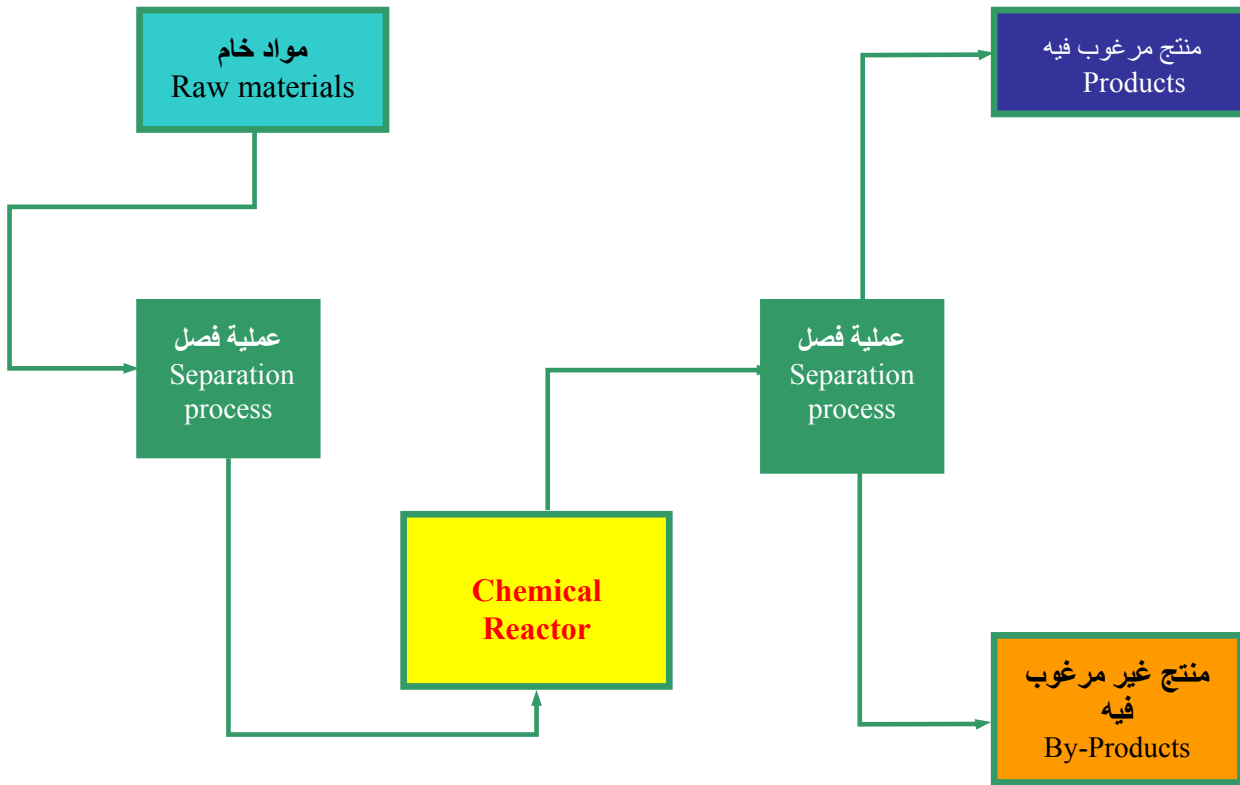 مواد خام
Raw materials
عملية فصل
Separation
process
Chemical
Reactor
عملية فصل
Separation
process
منتج مرغوب فيه
Products
منتج غير مرغوب
فيه
By-Products